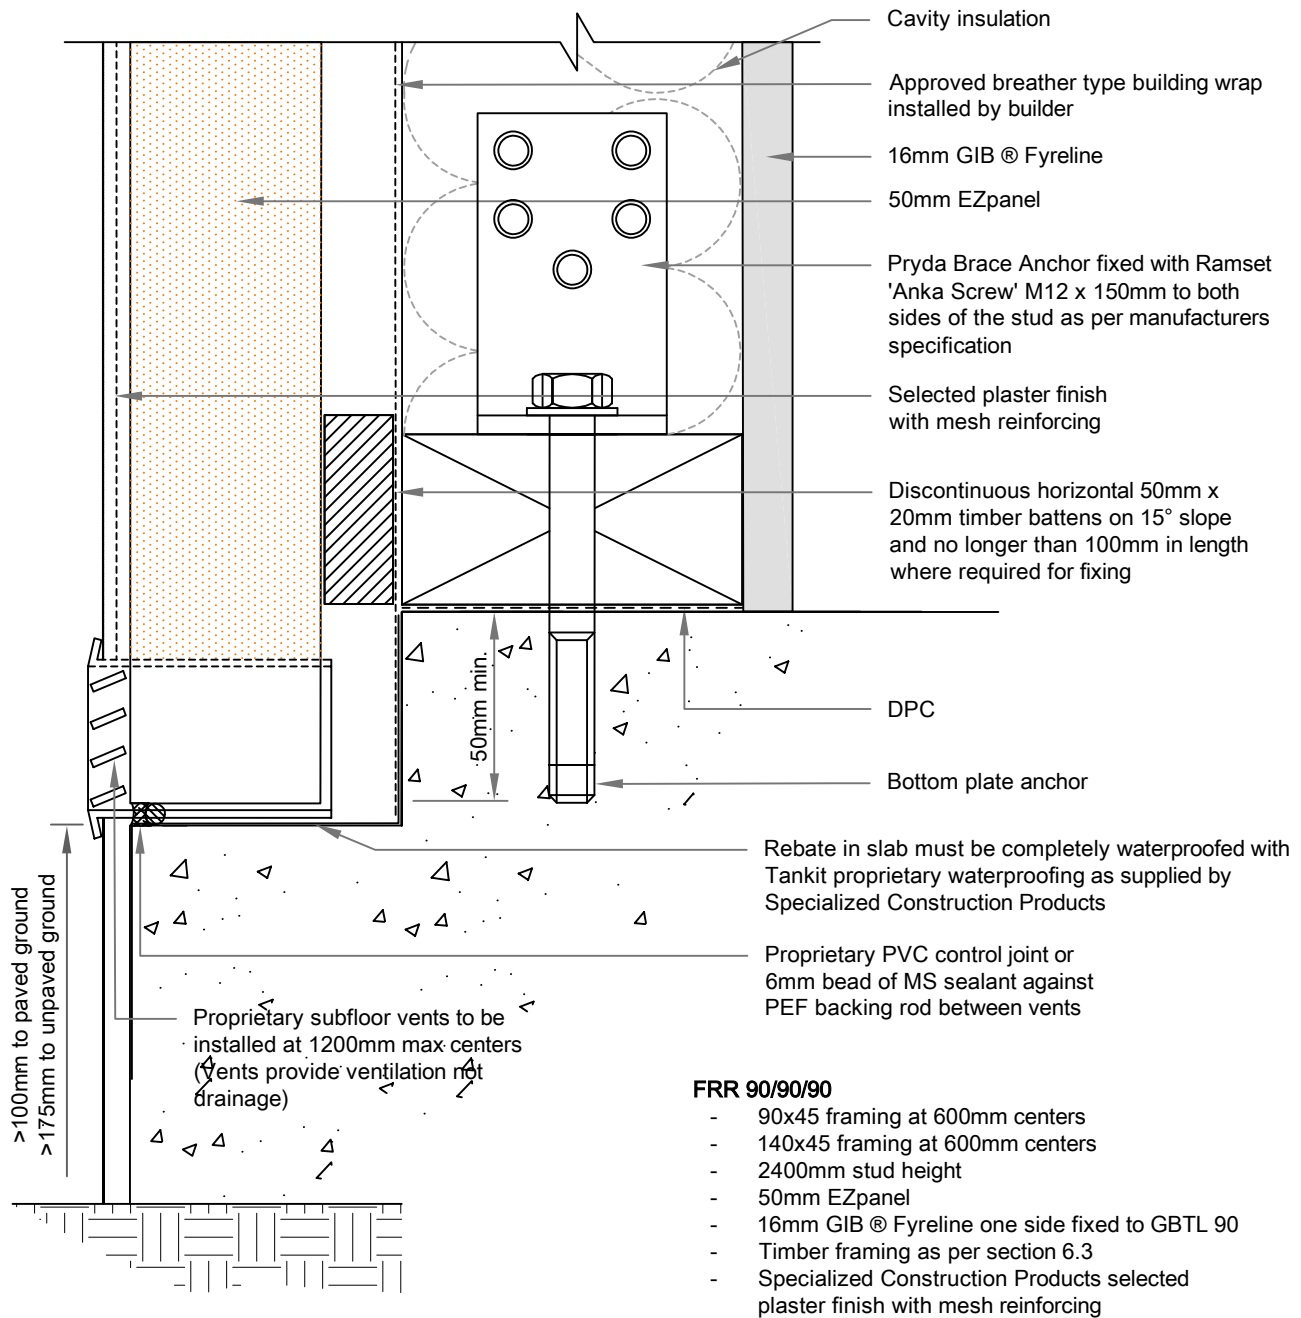 Cavity insulation
Approved breather type building wrap
installed by builder
16mm GIB ® Fyreline
50mm EZpanel
Pryda Brace Anchor fixed with Ramset
'Anka Screw' M12 x 150mm to both
sides of the stud as per manufacturers
specification
Selected plaster finish
with mesh reinforcing
Discontinuous horizontal 50mm x
20mm timber battens on 15° slope
and no longer than 100mm in length
where required for fixing
50mm min.
DPC
Bottom plate anchor
Rebate in slab must be completely waterproofed with
Tankit proprietary waterproofing as supplied by
Specialized Construction Products
Proprietary PVC control joint or
6mm bead of MS sealant against
PEF backing rod between vents
>100mm to paved ground
>175mm to unpaved ground
Proprietary subfloor vents to be
installed at 1200mm max centers
(Vents provide ventilation not
drainage)
FRR 90/90/90
- 90x45 framing at 600mm centers
- 140x45 framing at 600mm centers
- 2400mm stud height
- 50mm EZpanel
- 16mm GIB ® Fyreline one side fixed to GBTL 90
- Timber framing as per section 6.3
- Specialized Construction Products selected
plaster finish with mesh reinforcing